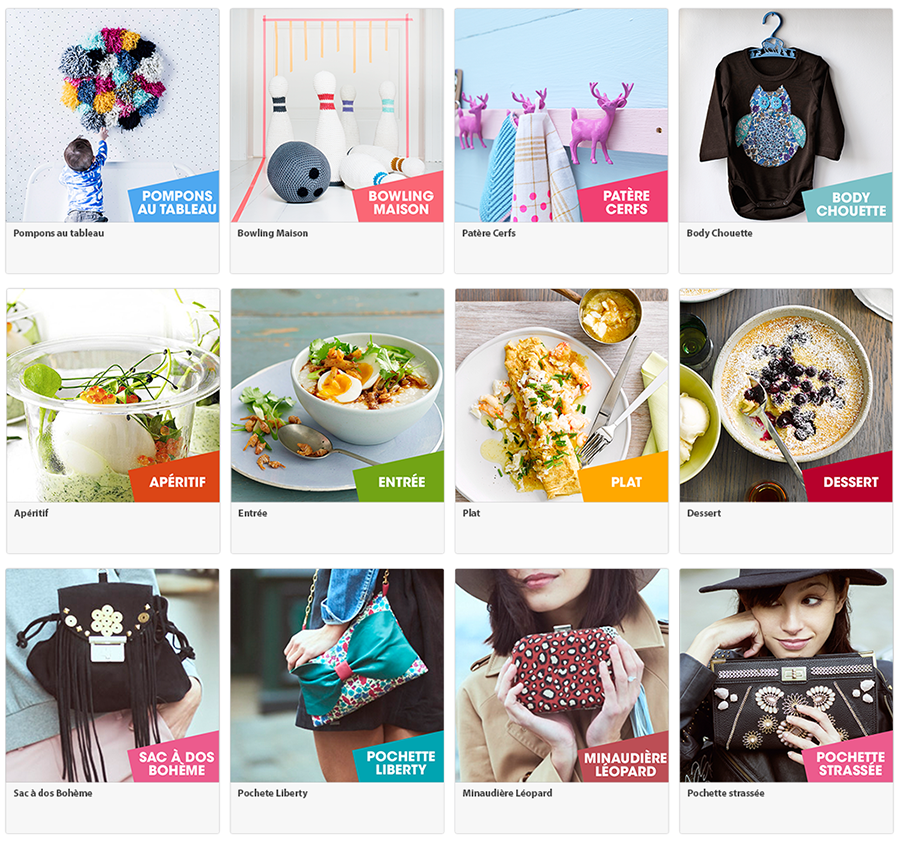 POMPONS
AU TABLEAU
Pompons au tableau
BOWLING
MAISON
Bowling Maison
PATÈRE
CERFS
Patère Cerfs
BODY
CHOUETTE
Body Chouette
APÉRITIF
Apéritif
ENTRÉE
Entrée
PLAT
Plat
DESSERT
Dessert
SAC À DOS
BOHÈME
Sac à dos Bohème
POCHETTE
LIBERTY
Pochete Liberty
MINAUDIÈRE
LÉOPARD
Minaudière Léopard
POCHETTE
STRASSÉE
Pochette strassée